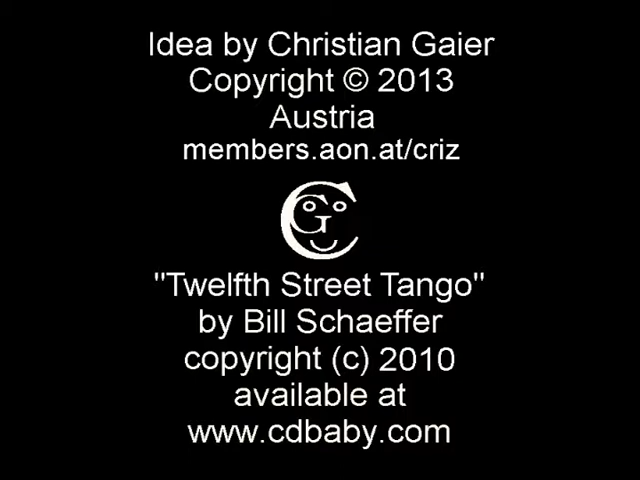 Idea by Christian Gaier
Copyright © 2013
Austria
members.aon.at/criz
CG
"Twelfth Street Tango"
by Bill Schaeffer
copyright (c) 2010
available at
www.cdbaby.com